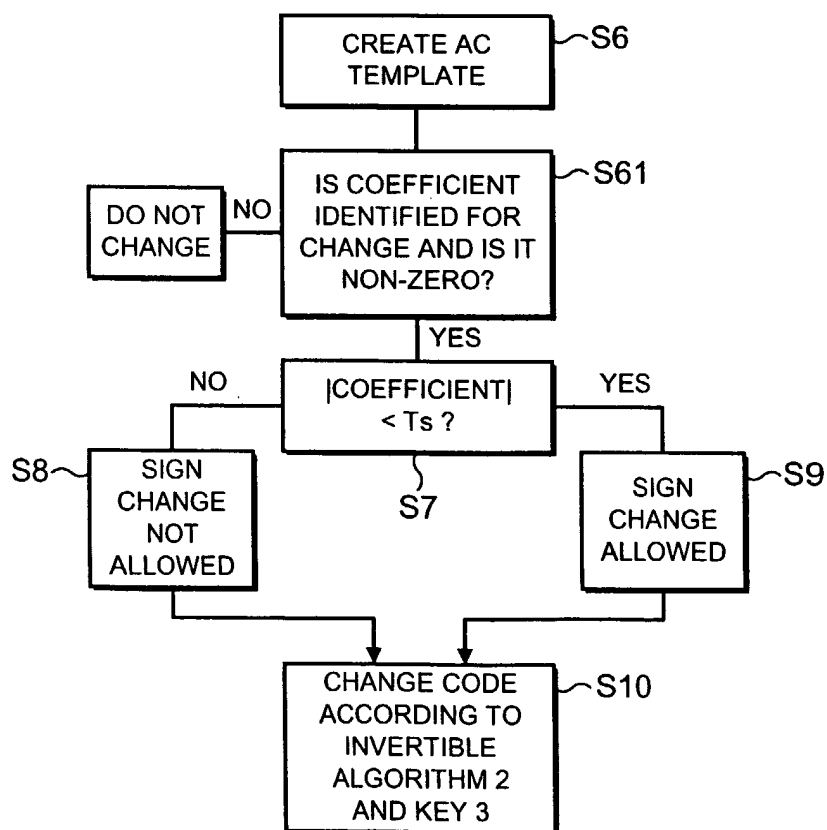 CREATE AC
TEMPLATE
S6
IS COEFFICIENT
IDENTIFIED FOR
CHANGE AND IS IT
NON-ZERO?
S61
NO
DO NOT
CHANGE
YES
|COEFFICIENT|
< Ts ?
S7
NO
YES
S8
SIGN
CHANGE
NOT
ALLOWED
SIGN
CHANGE
ALLOWED
S9
CHANGE CODE
ACCORDING TO
INVERTIBLE
ALGORITHM 2
AND KEY 3
S10